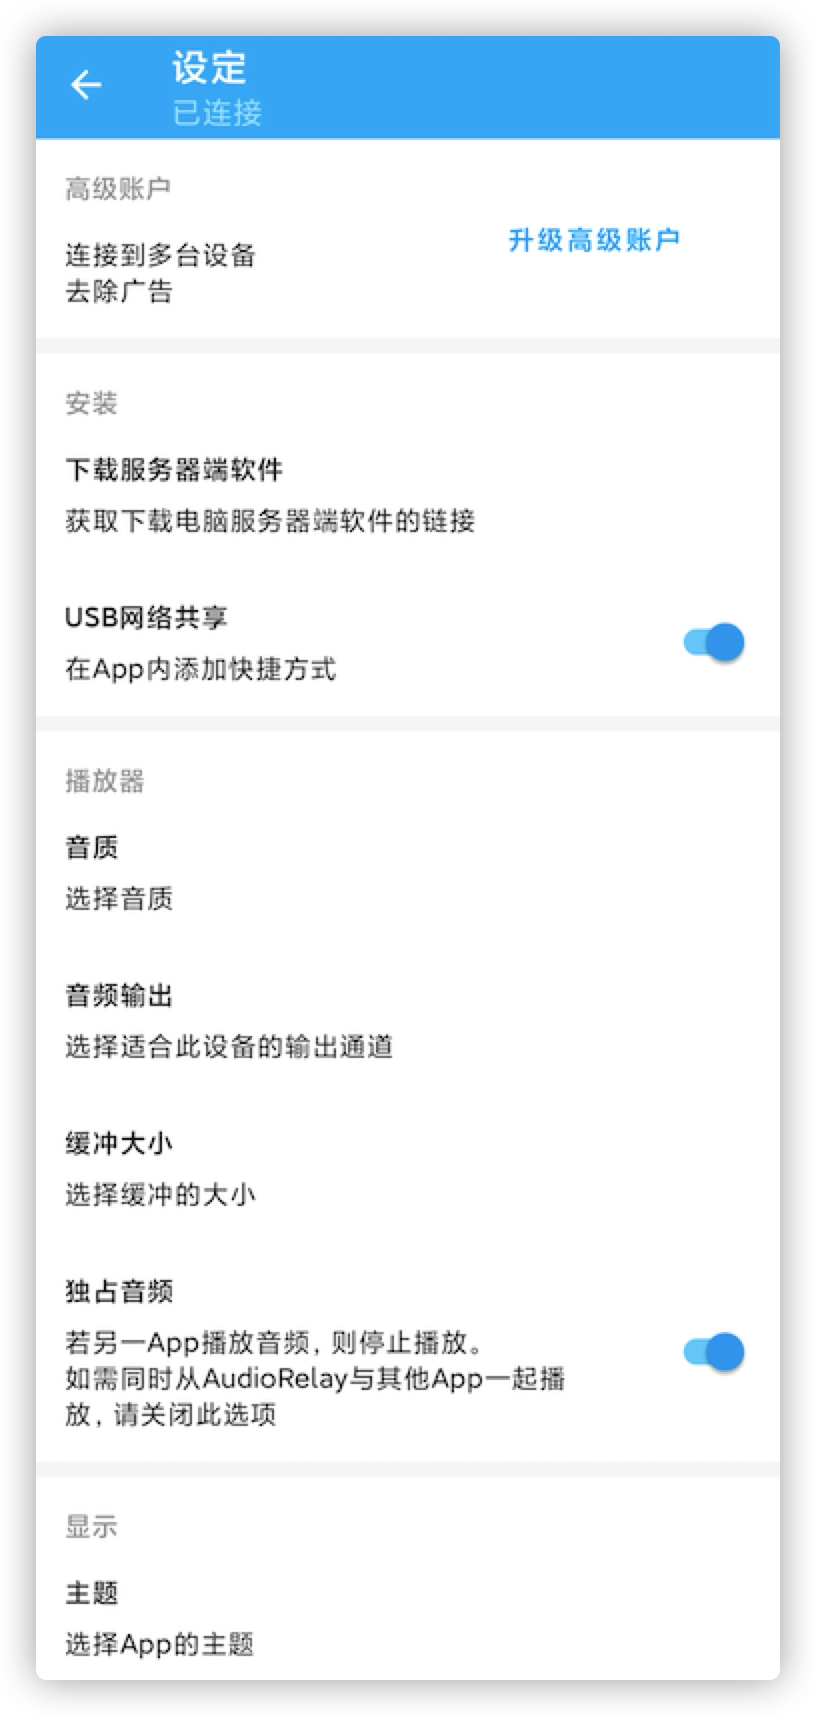 设定
已连接
高级账户
连接到多台设备
去除广告
升级高级账户
安装
下载服务器端软件
获取下载电脑服务器端软件的链接
USB网络共享
在App内添加快捷方式
播放器
音质
选择音质
音频输出
选择适合此设备的输出通道
缓冲大小
选择缓冲的大小
独占音频
若另一App播放音频，则停止播放。
如需同时从AudioRelay与其他App一起播
放，请关闭此选项
显示
主题
选择App的主题